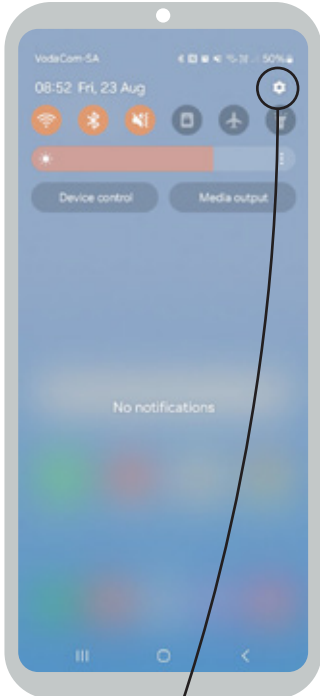 VodaCom-SA 50%
08:52 Fri, 23 Aug
Device control Media output
No notifications